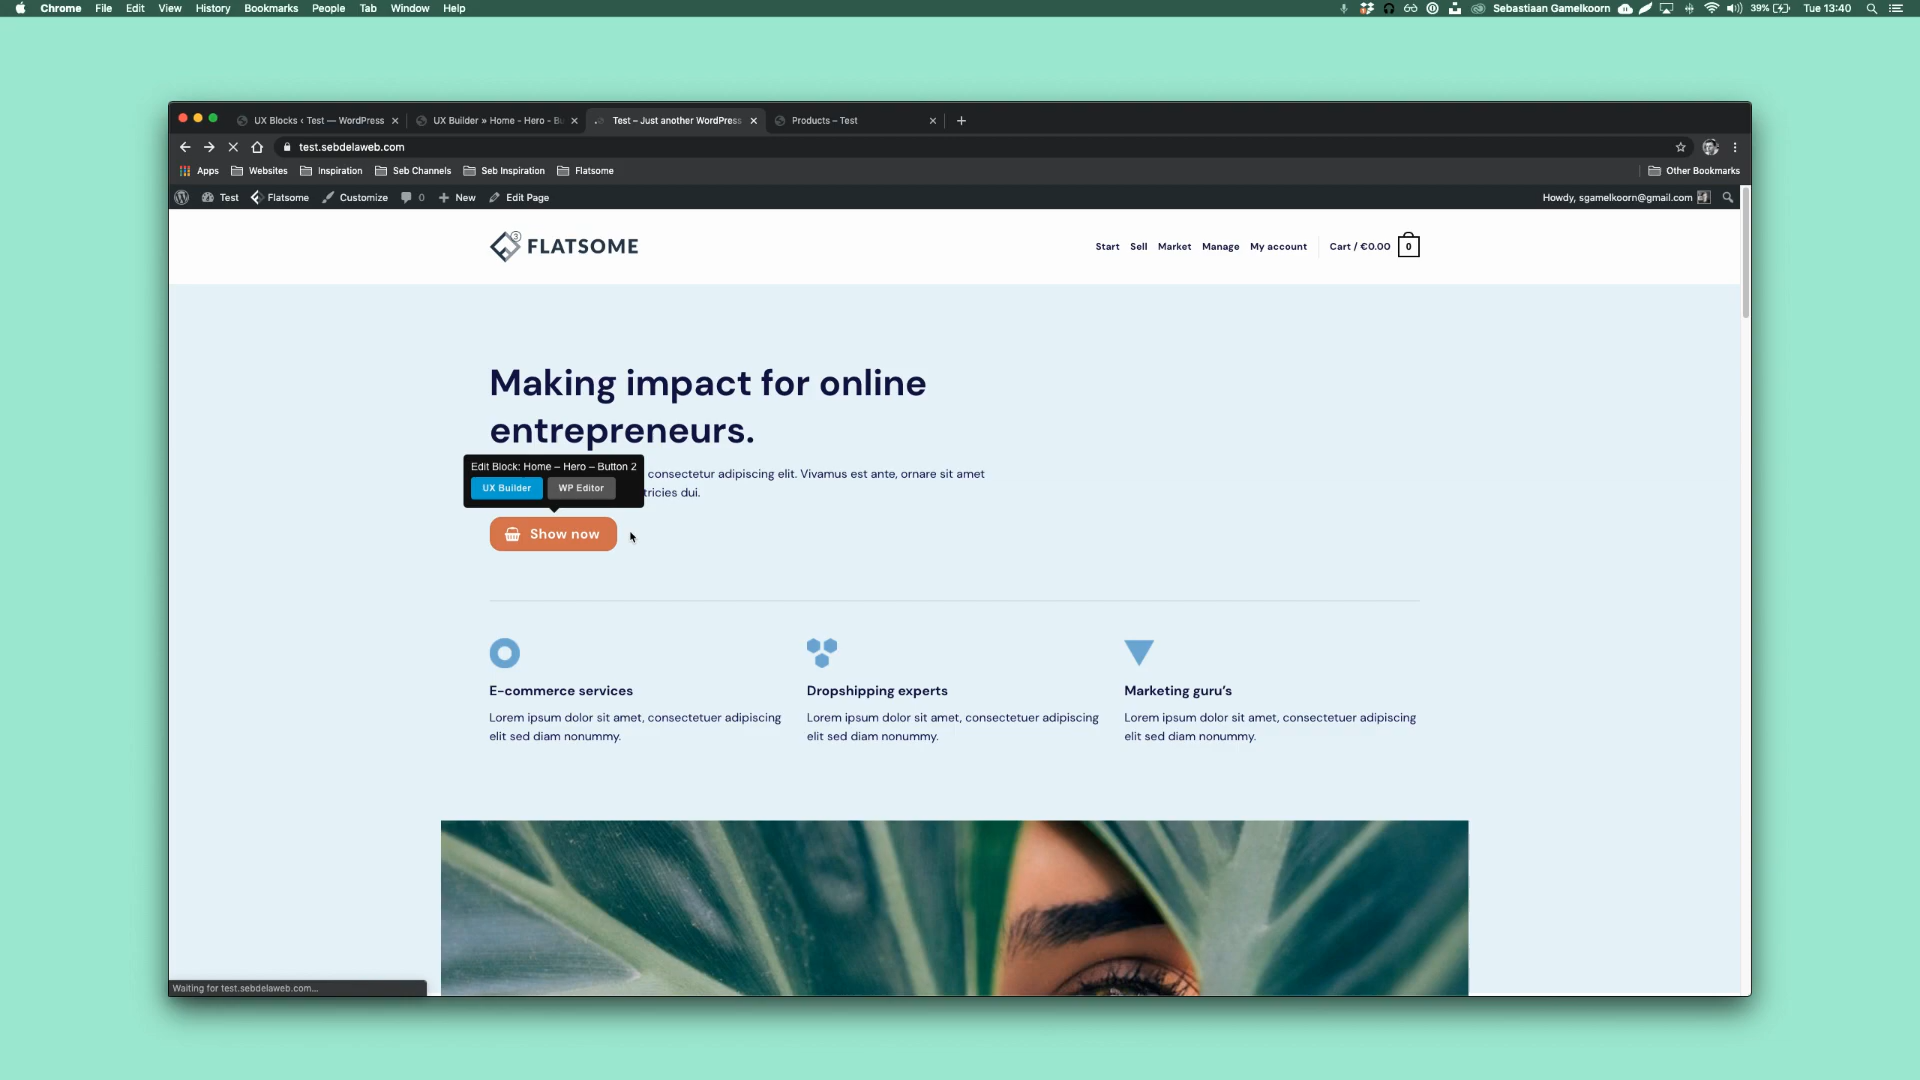 Chrome File Edit View History Bookmarks People Tab Window Help
Sebastiaan Gamelkoorn 39% Tue 13:40
UX Blocks ‹ Test — WordPress
UX Builder » Home - Hero - Bu
Test – Just another WordPress
Products – Test
test.sebdelaweb.com
Apps Websites Inspiration Seb Channels Seb Inspiration Flatsome Other Bookmarks
Test Flatsome Customize 0 New Edit Page Howdy, sgamelkoorn@gmail.com
FLATSOME 3
Start Sell Market Manage My account Cart / €0.00 0
Making impact for online
entrepreneurs.
Edit Block: Home – Hero – Button 2
UX Builder WP Editor
consectetur adipiscing elit. Vivamus est ante, ornare sit amet
tricies dui.
Show now
E-commerce services
Lorem ipsum dolor sit amet, consectetuer adipiscing
elit sed diam nonummy.
Dropshipping experts
Lorem ipsum dolor sit amet, consectetuer adipiscing
elit sed diam nonummy.
Marketing guru’s
Lorem ipsum dolor sit amet, consectetuer adipiscing
elit sed diam nonummy.
Waiting for test.sebdelaweb.com...